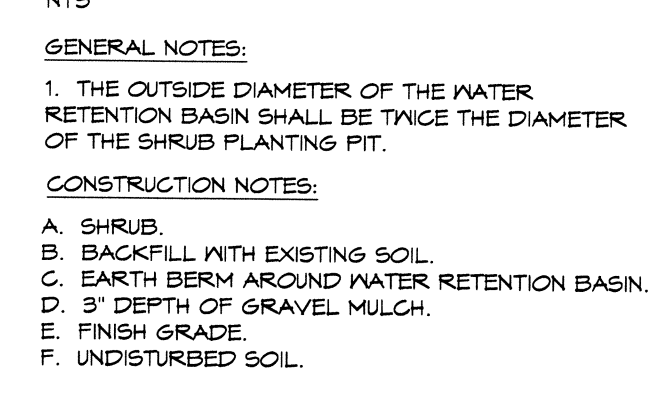 NTS
GENERAL NOTES:
1. THE OUTSIDE DIAMETER OF THE WATER
RETENTION BASIN SHALL BE TWICE THE DIAMETER
OF THE SHRUB PLANTING PIT.
CONSTRUCTION NOTES:
A. SHRUB.
B. BACKFILL WITH EXISTING SOIL.
C. EARTH BERM AROUND WATER RETENTION BASIN.
D. 3" DEPTH OF GRAVEL MULCH.
E. FINISH GRADE.
F. UNDISTURBED SOIL.